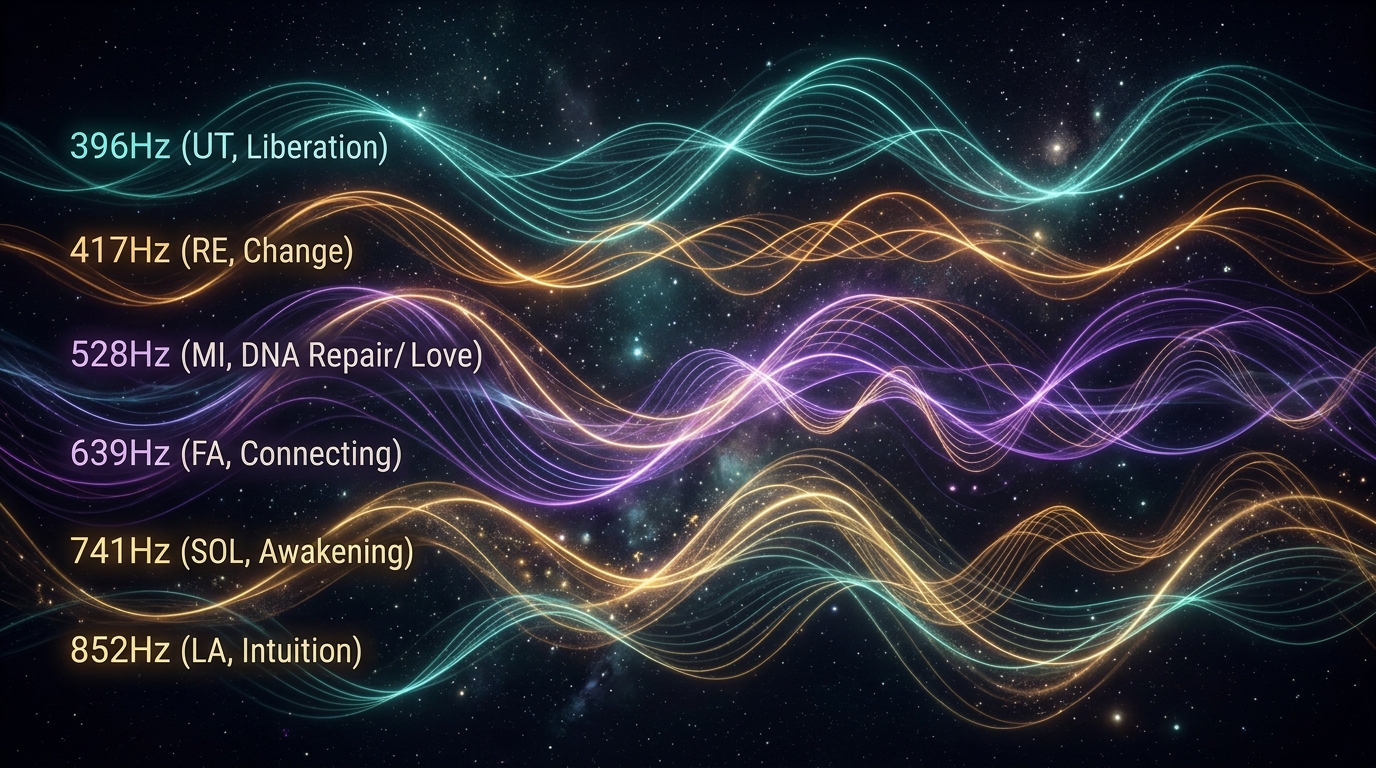 396Hz (UT, Liberation)
417Hz (RE, Change)
528Hz (MI, DNA Repair/Love)
639Hz (FA, Connecting)
741Hz (SOL, Awakening)
852Hz (LA, Intuition)